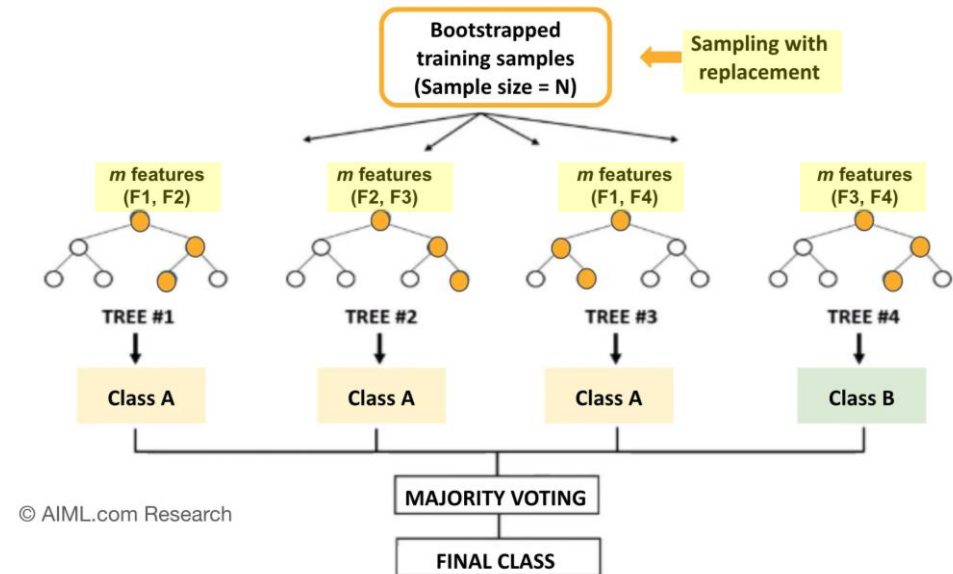 Bootstrapped
training samples
(Sample size = N)
Sampling with
replacement
m features
(F1, F2)
m features
(F2, F3)
m features
(F1, F4)
m features
(F3, F4)
TREE #1
TREE #2
TREE #3
TREE #4
Class A
Class A
Class A
Class B
MAJORITY VOTING
© AIML.com Research
FINAL CLASS